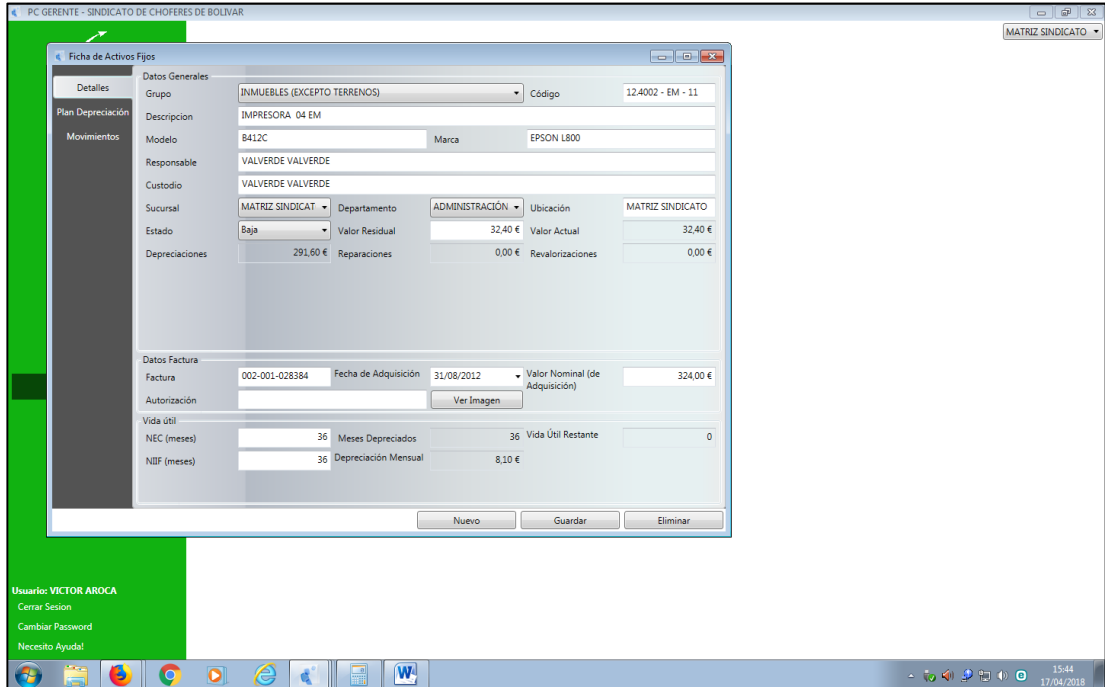 PC GERENTE - SINDICATO DE CHOFERES DE BOLIVAR
MATRIZ SINDICATO
Ficha de Activos Fijos
Detalles
Plan Depreciación
Movimientos
Datos Generales
Grupo INMUEBLES (EXCEPTO TERRENOS) Código 12.4002 - EM - 11
Descripcion IMPRESORA 04 EM
Modelo B412C Marca EPSON L800
Responsable VALVERDE VALVERDE
Custodio VALVERDE VALVERDE
Sucursal MATRIZ SINDICAT Departamento ADMINISTRACIÓN Ubicación MATRIZ SINDICATO
Estado Baja Valor Residual 32,40 € Valor Actual 32,40 €
Depreciaciones 291,60 € Reparaciones 0,00 € Revalorizaciones 0,00 €
Datos Factura
Factura 002-001-028384 Fecha de Adquisición 31/08/2012 Valor Nominal (de
Adquisición) 324,00 €
Autorización Ver Imagen
Vida útil
NEC (meses) 36 Meses Depreciados 36 Vida Útil Restante 0
NIIF (meses) 36 Depreciación Mensual 8,10 €
Nuevo Guardar Eliminar
Usuario: VICTOR AROCA
Cerrar Sesion
Cambiar Password
Necesito Ayuda!
15:44
17/04/2018